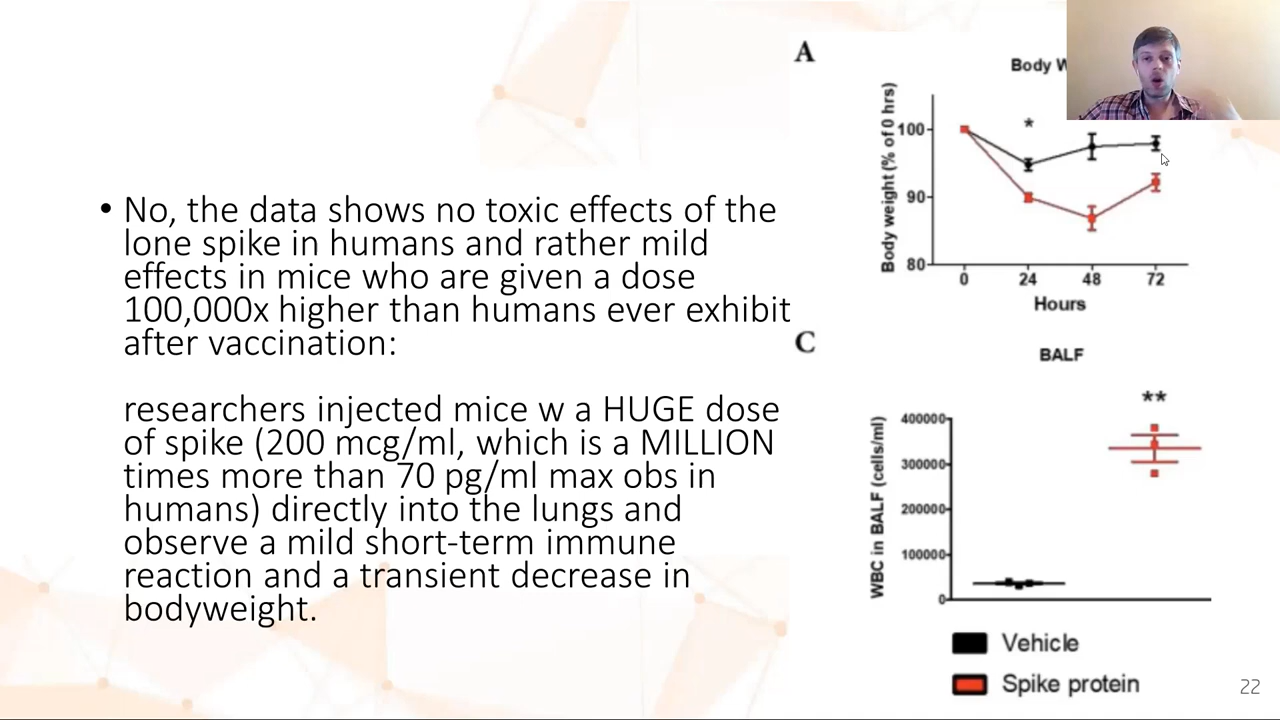 • No, the data shows no toxic effects of the
lone spike in humans and rather mild
effects in mice who are given a dose
100,000x higher than humans ever exhibit
after vaccination:
researchers injected mice w a HUGE dose
of spike (200 mcg/ml, which is a MILLION
times more than 70 pg/ml max obs in
humans) directly into the lungs and
observe a mild short-term immune
reaction and a transient decrease in
bodyweight.
A
Body W
Body weight (% of 0 hrs)
100
90
80
*
0 24 48 72
Hours
C
BALF
WBC in BALF (cells/ml)
400000
300000
200000
100000
0
**
Vehicle
Spike protein
22